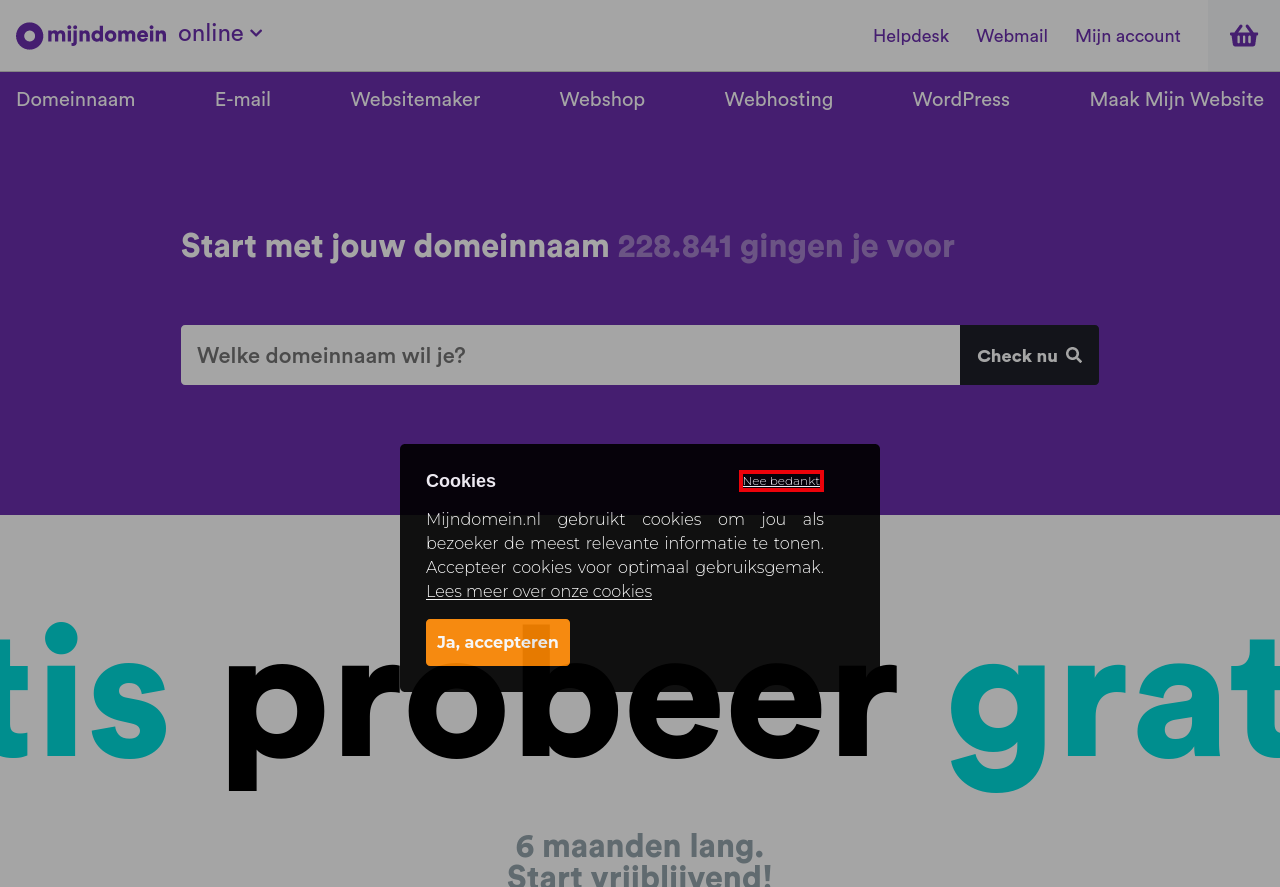 mijndomein online
Helpdesk Webmail Mijn account
Domeinnaam E-mail Websitemaker Webshop Webhosting WordPress Maak Mijn Website
Start met jouw domeinnaam 228.841 gingen je voor
Welke domeinnaam wil je? Check nu
Cookies Nee bedankt
Mijndomein.nl gebruikt cookies om jou als
bezoeker de meest relevante informatie te tonen.
Accepteer cookies voor optimaal gebruiksgemak.
Lees meer over onze cookies
Ja, accepteren
tis probeer grat
6 maanden lang.
Start vrijblijvend!